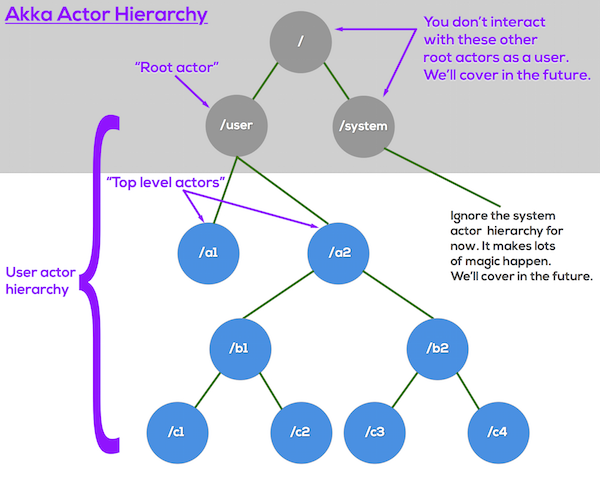 Akka Actor Hierarchy
You don't interact
with these other
root actors as a user.
We'll cover in the future.
/
"Root actor"
/user
/system
"Top level actors"
Ignore the system
actor hierarchy for
now. It makes lots
of magic happen.
We'll cover in the future.
/a1
/a2
User actor
hierarchy
/b1
/b2
/c1
/c2
/c3
/c4